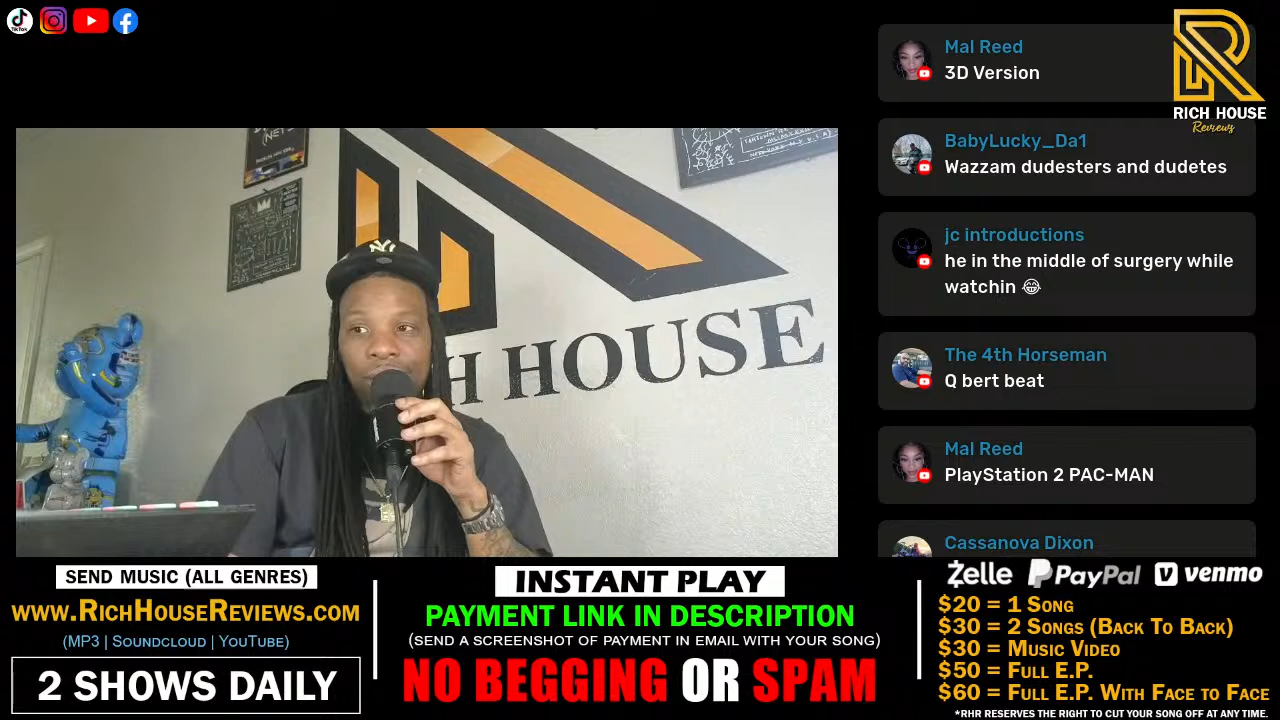 Mal Reed
3D Version
RICH HOUSE
Reviews
BabyLucky_Da1
Wazzam dudesters and dudetes
jc introductions
he in the middle of surgery while
watchin 😂
The 4th Horseman
Q bert beat
Mal Reed
PlayStation 2 PAC-MAN
Cassanova Dixon
NY
H HOUSE
SEND MUSIC (ALL GENRES)
www.RichHouseReviews.com
(MP3 | Soundcloud | YouTube)
2 SHOWS DAILY
INSTANT PLAY
PAYMENT LINK IN DESCRIPTION
(SEND A SCREENSHOT OF PAYMENT IN EMAIL WITH YOUR SONG)
NO BEGGING OR SPAM
Zelle PayPal venmo
$20 = 1 Song
$30 = 2 Songs (Back To Back)
$30 = Music Video
$50 = Full E.P.
$60 = Full E.P. With Face to Face
*RHR RESERVES THE RIGHT TO CUT YOUR SONG OFF AT ANY TIME.